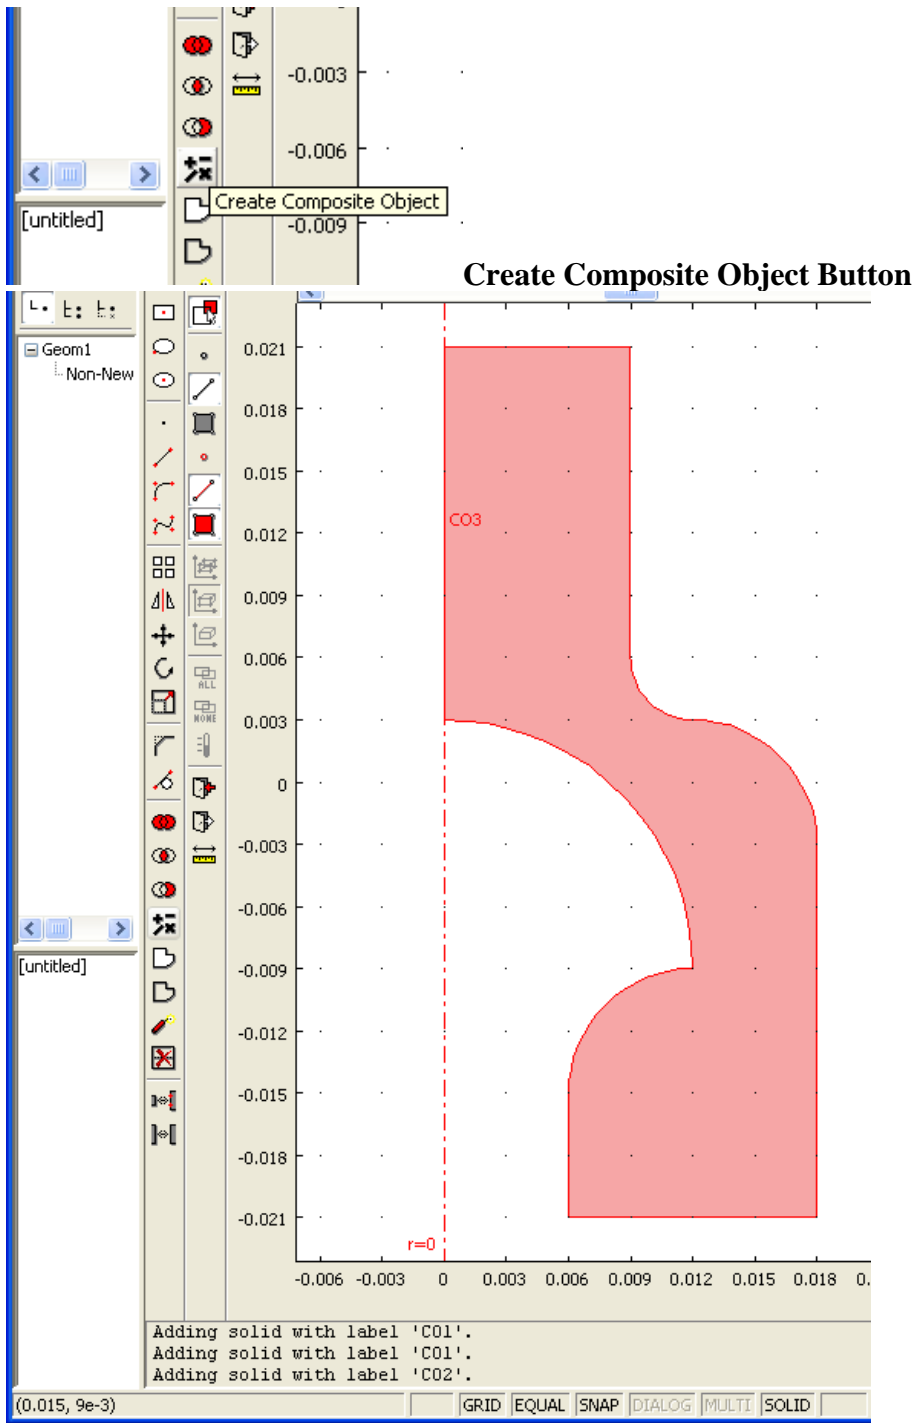 -0.003
-0.006
Create Composite Object
[untitled]
-0.009
Create Composite Object Button
Geom1
Non-New
0.021
0.018
0.015
CO3
0.012
0.009
0.006
ALL
NONE
0.003
0
-0.003
-0.006
[untitled]
-0.009
-0.012
-0.015
-0.018
-0.021
r=0
-0.006 -0.003 0 0.003 0.006 0.009 0.012 0.015 0.018 0.
Adding solid with label 'CO1'.
Adding solid with label 'CO1'.
Adding solid with label 'CO2'.
(0.015, 9e-3) GRID EQUAL SNAP DIALOG MULTI SOLID